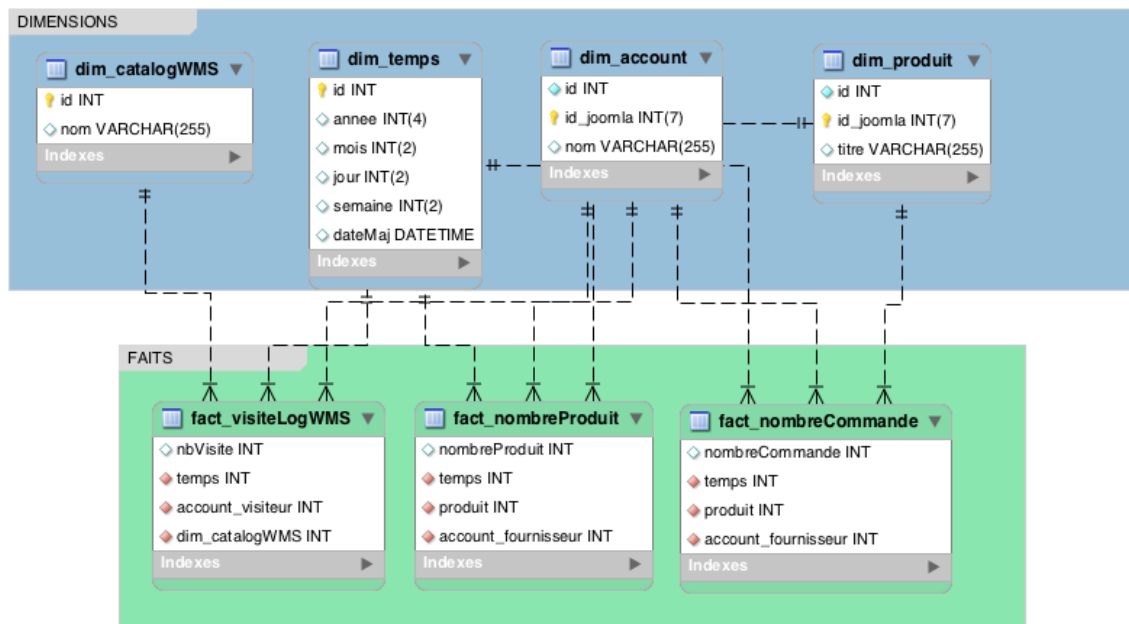 DIMENSIONS
dim_catalogWMS
id INT
nom VARCHAR(255)
Indexes
dim_temps
id INT
annee INT(4)
mois INT(2)
jour INT(2)
semaine INT(2)
dateMaj DATETIME
Indexes
dim_account
id INT
id_joomla INT(7)
nom VARCHAR(255)
Indexes
dim_produit
id INT
id_joomla INT(7)
titre VARCHAR(255)
Indexes
FAITS
fact_visiteLogWMS
nbVisite INT
temps INT
account_visiteur INT
dim_catalogWMS INT
Indexes
fact_nombreProduit
nombreProduit INT
temps INT
produit INT
account_fournisseur INT
Indexes
fact_nombreCommande
nombreCommande INT
temps INT
produit INT
account_fournisseur INT
Indexes